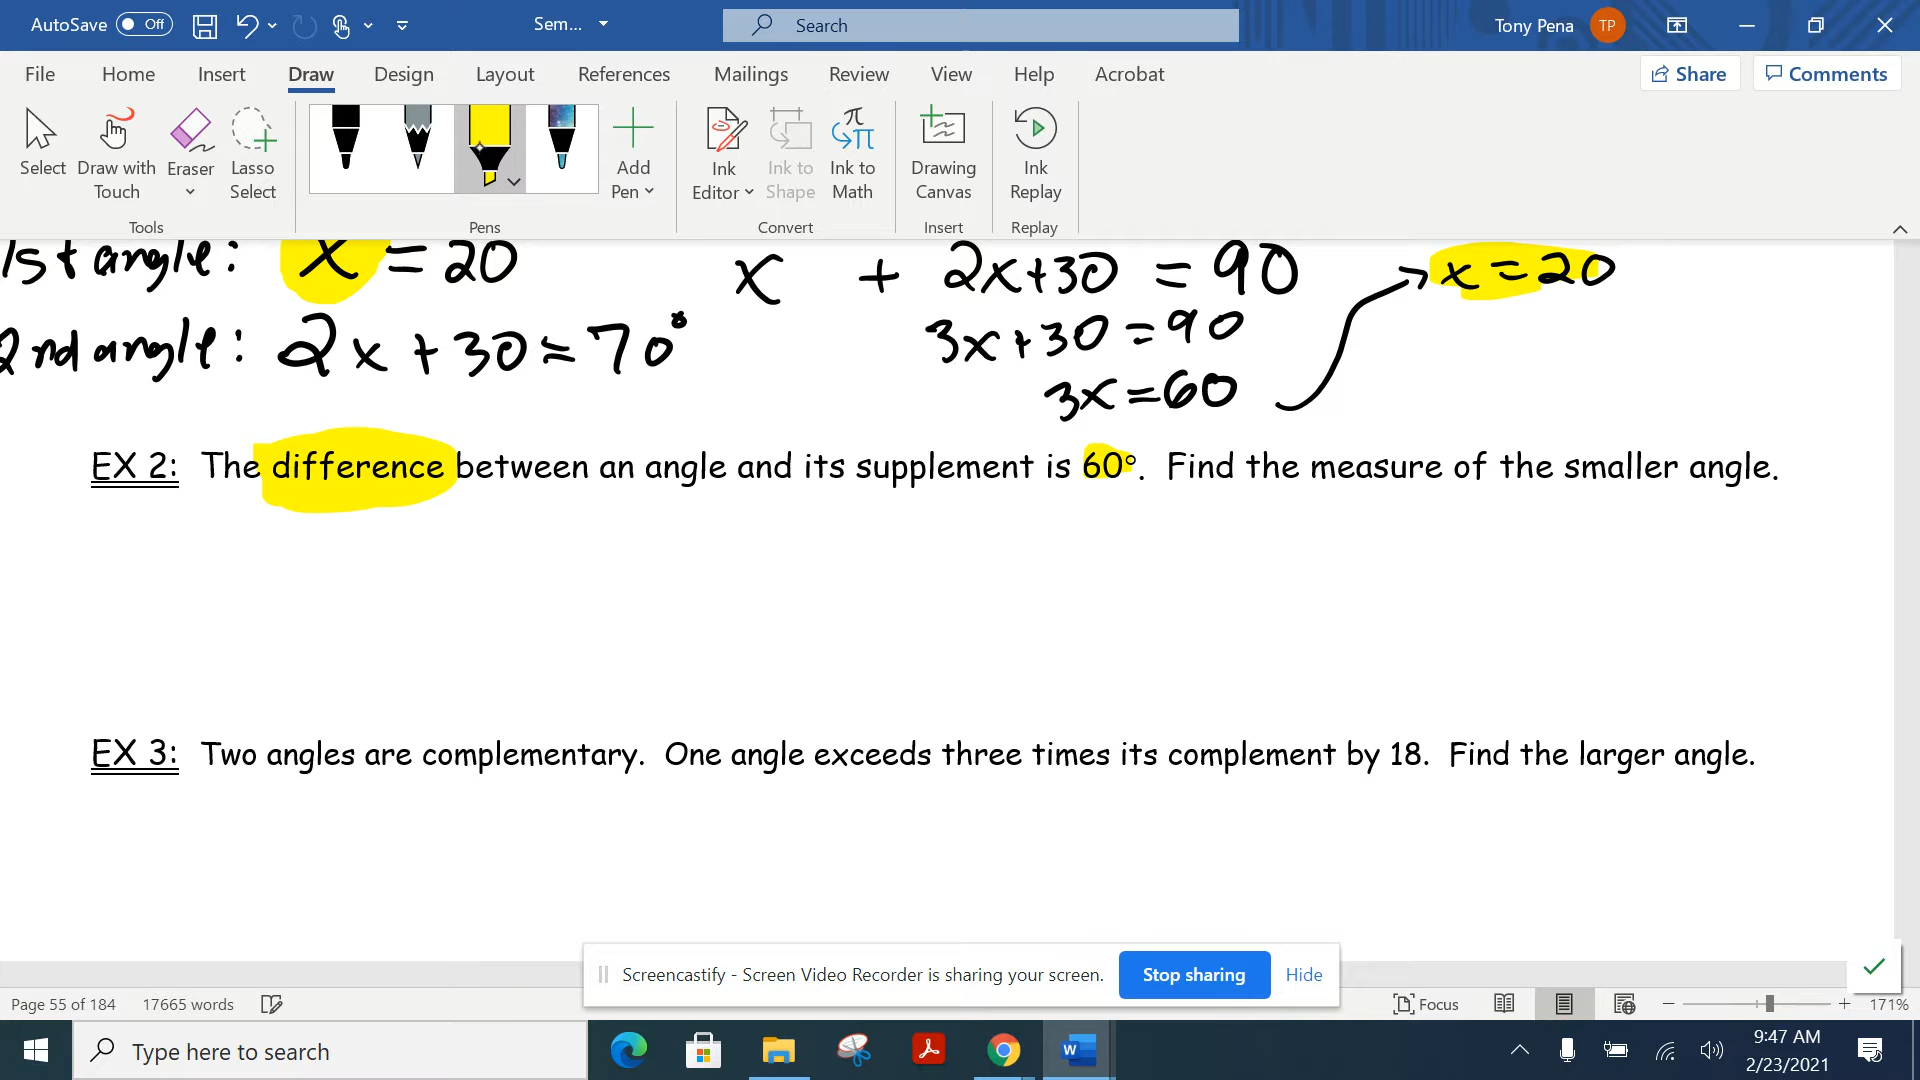 AutoSave Off Sem... Search Tony Pena TP
File Home Insert Draw Design Layout References Mailings Review View Help Acrobat Share Comments
Select Draw with Touch Eraser Lasso Select Add Pen Ink Editor Ink to Shape Ink to Math Drawing Canvas Ink Replay
Tools Pens Convert Insert Replay
1st angle: x = 20 x + 2x+30 = 90 → x = 20
2nd angle: 2x + 30 = 70° 3x + 30 = 90
3x = 60
EX 2: The difference between an angle and its supplement is 60°. Find the measure of the smaller angle.
EX 3: Two angles are complementary. One angle exceeds three times its complement by 18. Find the larger angle.
Screencastify - Screen Video Recorder is sharing your screen. Stop sharing Hide
Page 55 of 184 17665 words Focus 171%
Type here to search 9:47 AM
2/23/2021